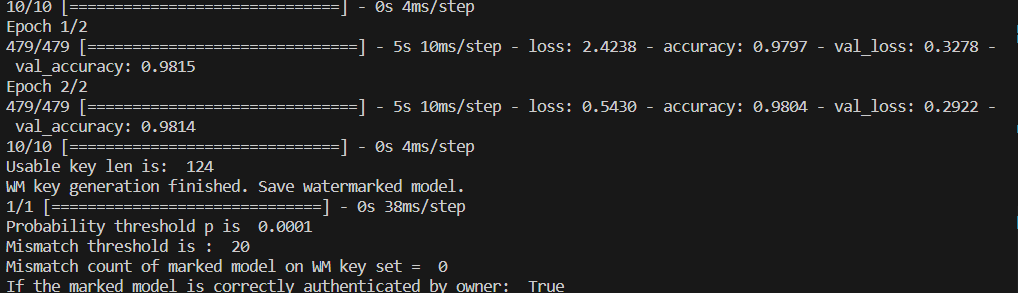 10/10 [==============================] - 0s 4ms/step
Epoch 1/2
479/479 [==============================] - 5s 10ms/step - loss: 2.4238 - accuracy: 0.9797 - val_loss: 0.3278 -
 val_accuracy: 0.9815
Epoch 2/2
479/479 [==============================] - 5s 10ms/step - loss: 0.5430 - accuracy: 0.9804 - val_loss: 0.2922 -
 val_accuracy: 0.9814
10/10 [==============================] - 0s 4ms/step
Usable key len is:  124
WM key generation finished. Save watermarked model.
1/1 [==============================] - 0s 38ms/step
Probability threshold p is  0.0001
Mismatch threshold is :  20
Mismatch count of marked model on WM key set =  0
If the marked model is correctly authenticated by owner:  True